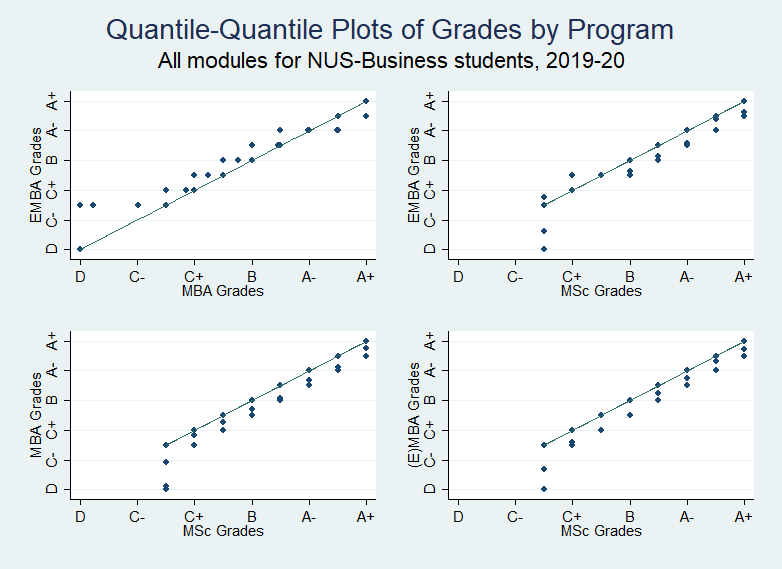 Quantile-Quantile Plots of Grades by Program
All modules for NUS-Business students, 2019-20
EMBA Grades
A+
A-
B
C+
C-
D
D C- C+ B A- A+
MBA Grades
EMBA Grades
A+
A-
B
C+
C-
D
D C- C+ B A- A+
MSc Grades
MBA Grades
A+
A-
B
C+
C-
D
D C- C+ B A- A+
MSc Grades
(E)MBA Grades
A+
A-
B
C+
C-
D
D C- C+ B A- A+
MSc Grades